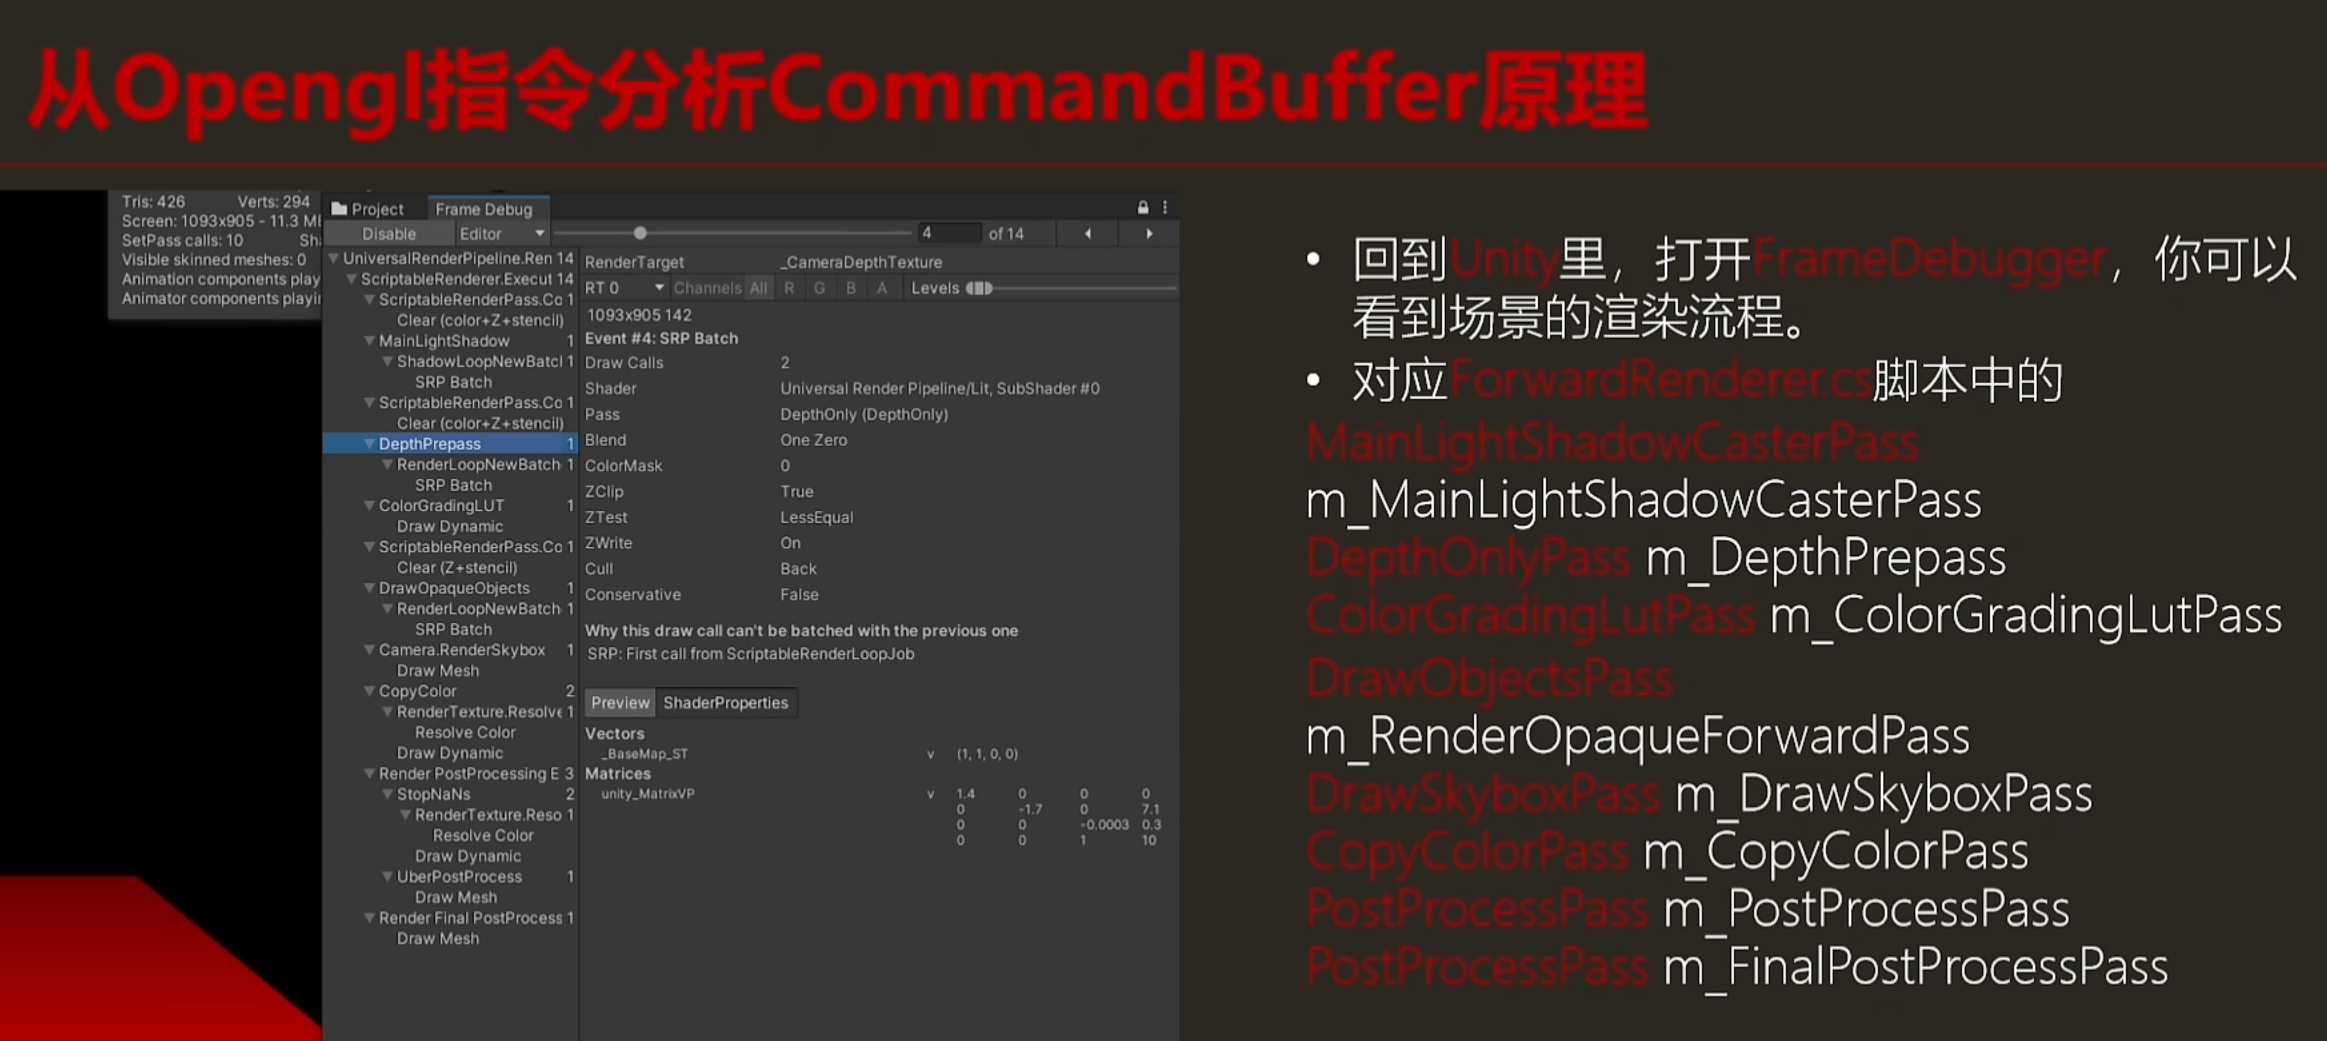 从Opengl指令分析CommandBuffer原理
Tris: 426 Verts: 294
Screen: 1093x905 - 11.3 ME
SetPass calls: 10 Sh
Visible skinned meshes: 0
Animation components play
Animator components playi
Project Frame Debug
Disable Editor 4 of 14
UniversalRenderPipeline.Ren 14
ScriptableRenderer.Execut 14
ScriptableRenderPass.Co 1
Clear (color+Z+stencil)
MainLightShadow 1
ShadowLoopNewBatcl 1
SRP Batch
ScriptableRenderPass.Co 1
Clear (color+Z+stencil)
DepthPrepass 1
RenderLoopNewBatch 1
SRP Batch
ColorGradingLUT 1
Draw Dynamic
ScriptableRenderPass.Co 1
Clear (Z+stencil)
DrawOpaqueObjects 1
RenderLoopNewBatch 1
SRP Batch
Camera.RenderSkybox 1
Draw Mesh
CopyColor 2
RenderTexture.Resolve 1
Resolve Color
Draw Dynamic
Render PostProcessing E 3
StopNaNs 2
RenderTexture.Reso 1
Resolve Color
Draw Dynamic
UberPostProcess 1
Draw Mesh
Render Final PostProcess 1
Draw Mesh
RenderTarget _CameraDepthTexture
RT 0 Channels All R G B A Levels
1093x905 142
Event #4: SRP Batch
Draw Calls 2
Shader Universal Render Pipeline/Lit, SubShader #0
Pass DepthOnly (DepthOnly)
Blend One Zero
ColorMask 0
ZClip True
ZTest LessEqual
ZWrite On
Cull Back
Conservative False
Why this draw call can't be batched with the previous one
SRP: First call from ScriptableRenderLoopJob
Preview ShaderProperties
Vectors
_BaseMap_ST v (1, 1, 0, 0)
Matrices
unity_MatrixVP v 1.4 0 0 0
0 -1.7 0 7.1
0 0 -0.0003 0.3
0 0 1 10
• 回到Unity里，打开FrameDebugger，你可以
看到场景的渲染流程。
• 对应ForwardRenderer.cs脚本中的
MainLightShadowCasterPass
m_MainLightShadowCasterPass
DepthOnlyPass m_DepthPrepass
ColorGradingLutPass m_ColorGradingLutPass
DrawObjectsPass
m_RenderOpaqueForwardPass
DrawSkyboxPass m_DrawSkyboxPass
CopyColorPass m_CopyColorPass
PostProcessPass m_PostProcessPass
PostProcessPass m_FinalPostProcessPass